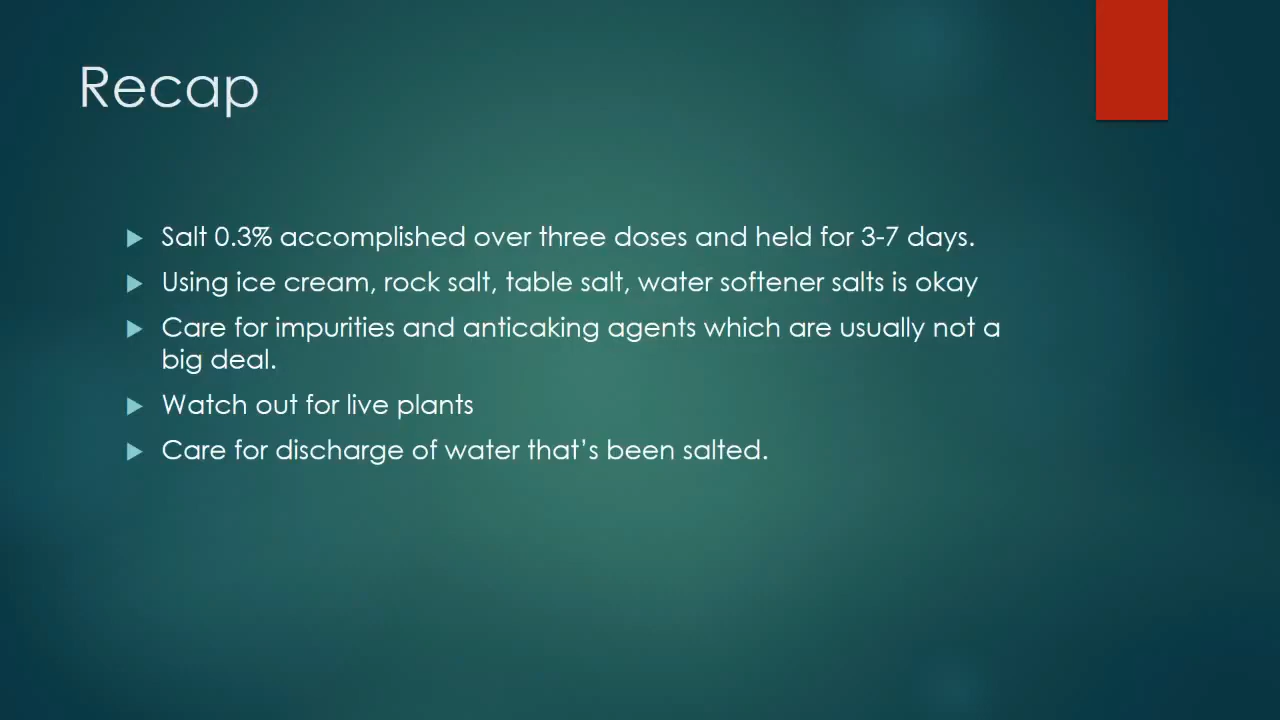 Recap
Salt 0.3% accomplished over three doses and held for 3-7 days.
Using ice cream, rock salt, table salt, water softener salts is okay
Care for impurities and anticaking agents which are usually not a
big deal.
Watch out for live plants
Care for discharge of water that’s been salted.